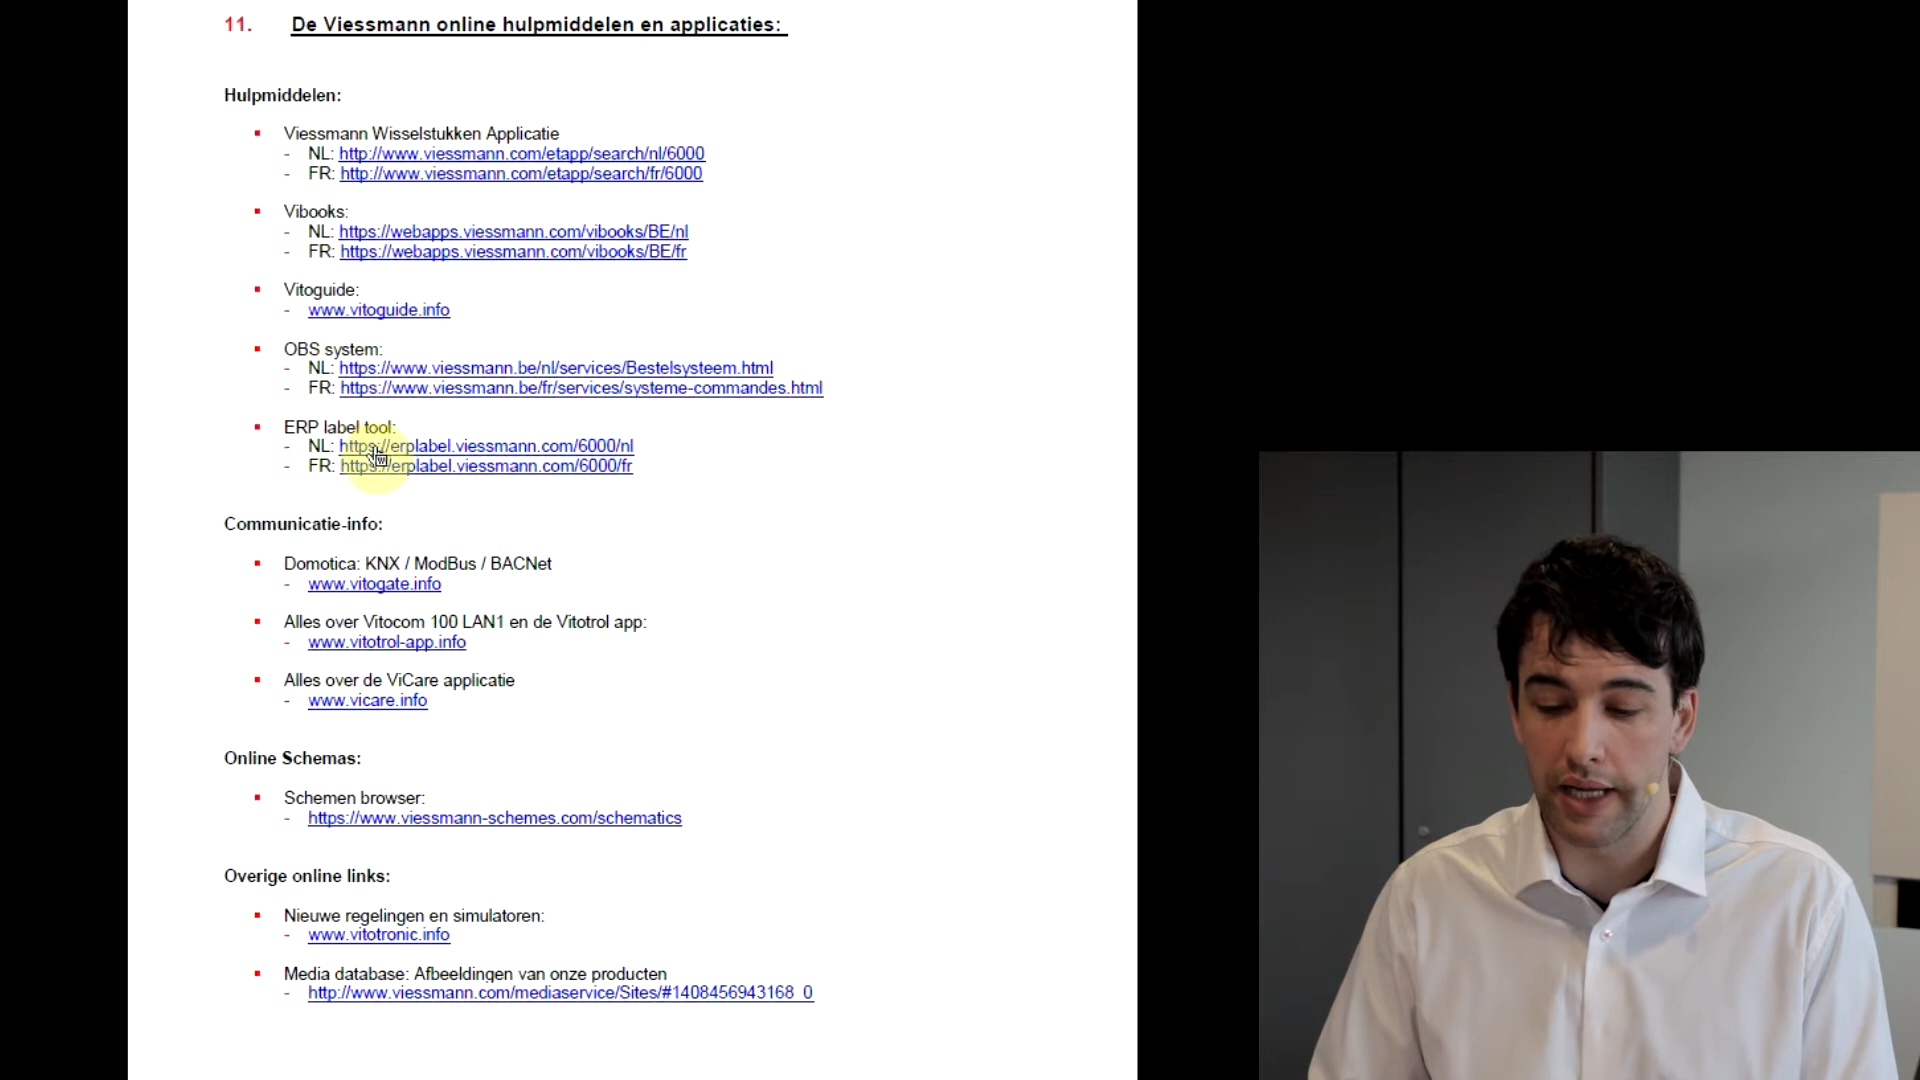 11. De Viessmann online hulpmiddelen en applicaties:
Hulpmiddelen:
▪ Viessmann Wisselstukken Applicatie
- NL: http://www.viessmann.com/etapp/search/nl/6000
- FR: http://www.viessmann.com/etapp/search/fr/6000
▪ Vibooks:
- NL: https://webapps.viessmann.com/vibooks/BE/nl
- FR: https://webapps.viessmann.com/vibooks/BE/fr
▪ Vitoguide:
- www.vitoguide.info
▪ OBS system:
- NL: https://www.viessmann.be/nl/services/Bestelsysteem.html
- FR: https://www.viessmann.be/fr/services/systeme-commandes.html
▪ ERP label tool:
- NL: https://erplabel.viessmann.com/6000/nl
- FR: https://erplabel.viessmann.com/6000/fr
Communicatie-info:
▪ Domotica: KNX / ModBus / BACNet
- www.vitogate.info
▪ Alles over Vitocom 100 LAN1 en de Vitotrol app:
- www.vitotrol-app.info
▪ Alles over de ViCare applicatie
- www.vicare.info
Online Schemas:
▪ Schemen browser:
- https://www.viessmann-schemes.com/schematics
Overige online links:
▪ Nieuwe regelingen en simulatoren:
- www.vitotronic.info
▪ Media database: Afbeeldingen van onze producten
- http://www.viessmann.com/mediaservice/Sites/#1408456943168_0